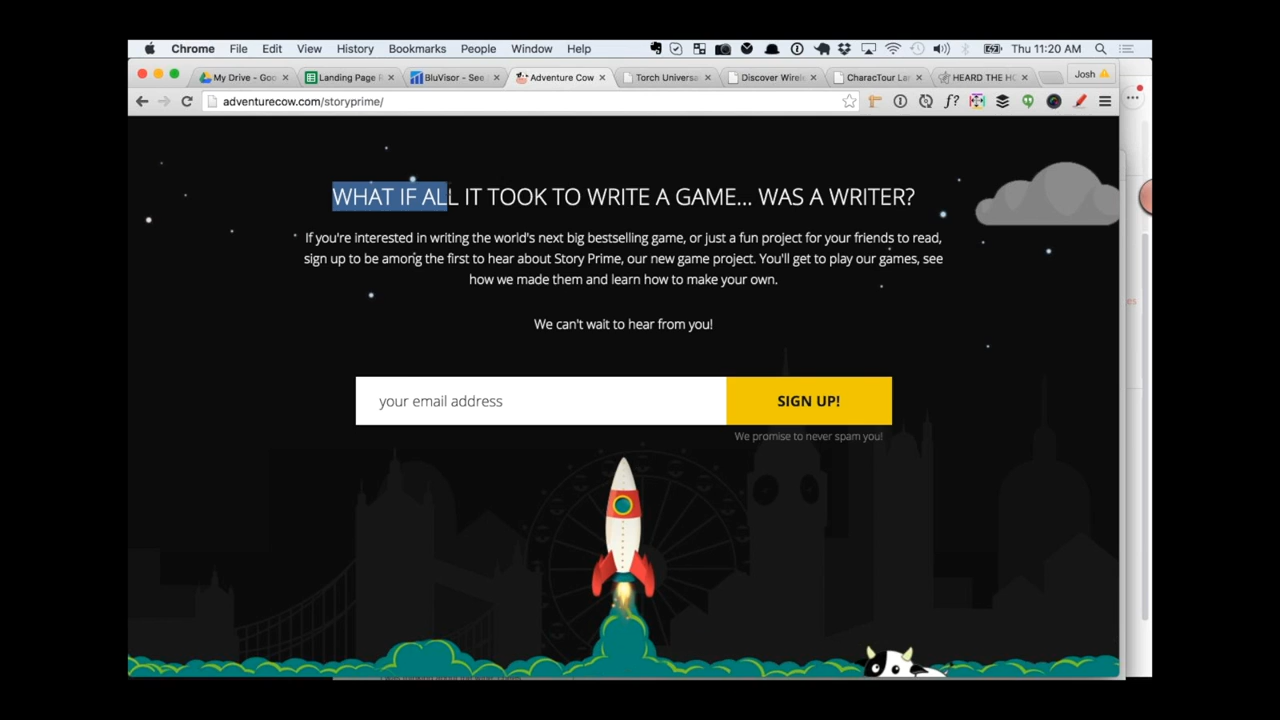 Chrome File Edit View History Bookmarks People Window Help Thu 11:20 AM
My Drive - Goo Landing Page R BluVisor - See Adventure Cow Torch Universa Discover Wirele CharacTour Lan HEARD THE HO Josh
adventurecow.com/storyprime/ f?
WHAT IF ALL IT TOOK TO WRITE A GAME... WAS A WRITER?
If you're interested in writing the world's next big bestselling game, or just a fun project for your friends to read,
sign up to be among the first to hear about Story Prime, our new game project. You'll get to play our games, see
how we made them and learn how to make your own.
We can't wait to hear from you!
your email address SIGN UP!
We promise to never spam you!